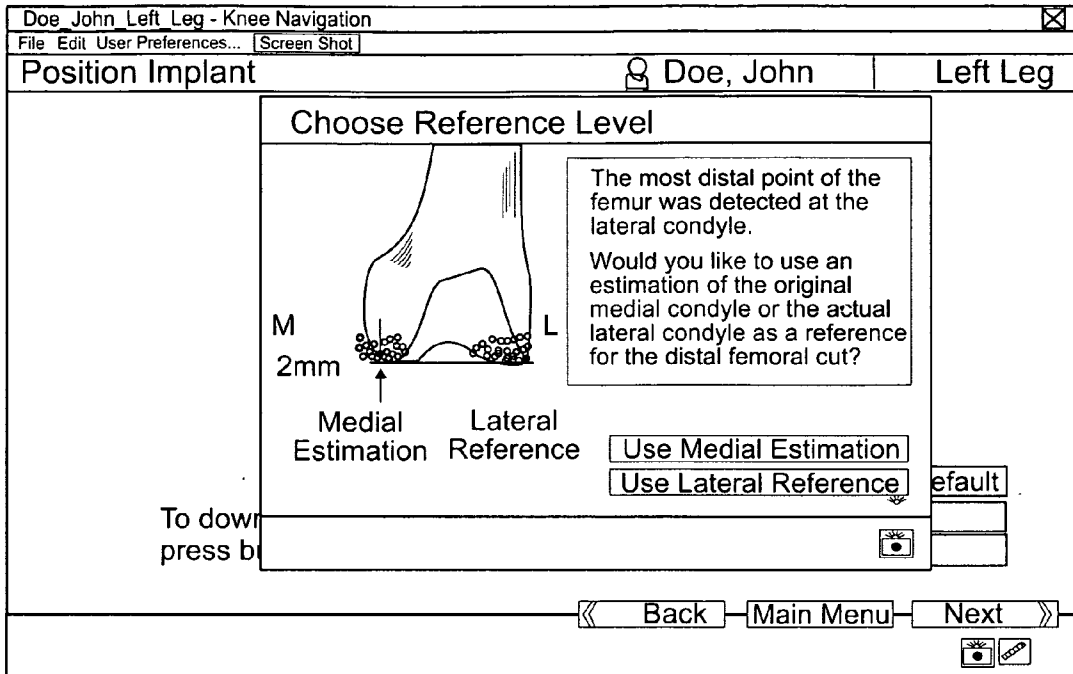 Doe_John_Left_Leg - Knee Navigation
File Edit User Preferences... Screen Shot
Position Implant
Doe, John
Left Leg
Choose Reference Level
The most distal point of the
femur was detected at the
lateral condyle.
Would you like to use an
estimation of the original
medial condyle or the actual
lateral condyle as a reference
for the distal femoral cut?
M
L
2mm
Medial
Estimation
Lateral
Reference
Use Medial Estimation
Use Lateral Reference
efault
To down
press bu
Back
Main Menu
Next